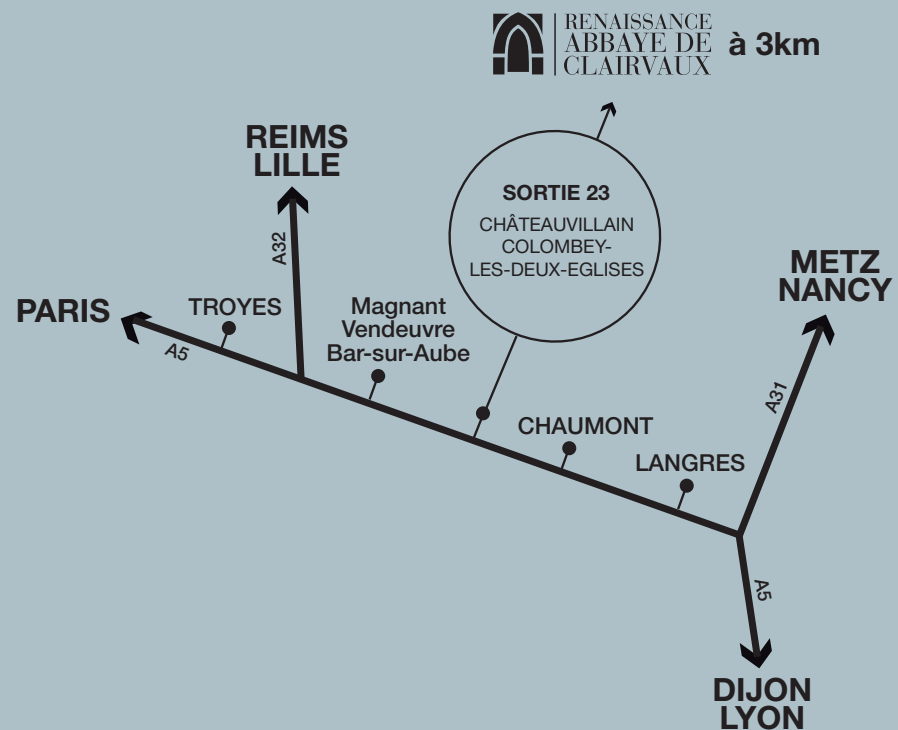 RENAISSANCE
ABBAYE DE
CLAIRVAUX
à 3km
REIMS
LILLE
SORTIE 23
CHÂTEAUVILLAIN
COLOMBEY-
LES-DEUX-EGLISES
A32
METZ
NANCY
PARIS
TROYES
Magnant
Vendeuvre
Bar-sur-Aube
A5
A31
CHAUMONT
LANGRES
A5
DIJON
LYON